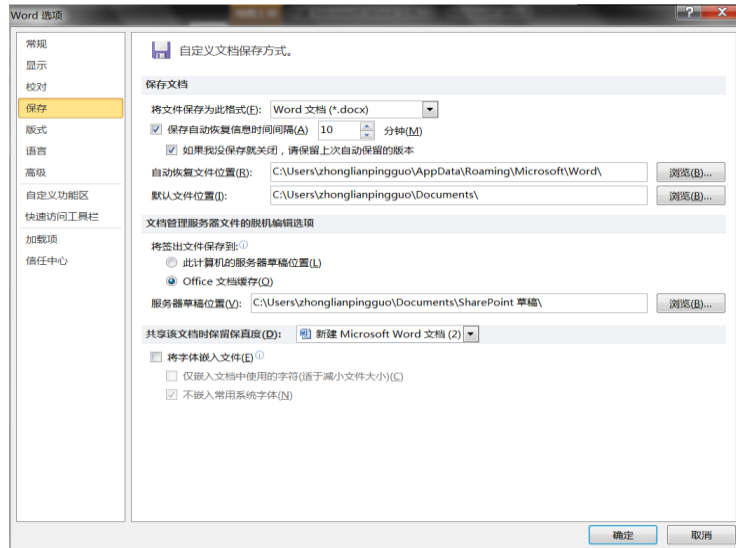 Word 选项
常规
显示
校对
保存
版式
语言
高级
自定义功能区
快速访问工具栏
加载项
信任中心
自定义文档保存方式。
保存文档
将文件保存为此格式(F): Word 文档 (*.docx)
保存自动恢复信息时间间隔(A) 10 分钟(M)
如果我没保存就关闭，请保留上次自动保留的版本
自动恢复文件位置(R): C:\Users\zhonglianpingguo\AppData\Roaming\Microsoft\Word\ 浏览(B)...
默认文件位置(I): C:\Users\zhonglianpingguo\Documents\ 浏览(B)...
文档管理服务器文件的脱机编辑选项
将签出文件保存到:
此计算机的服务器草稿位置(L)
Office 文档缓存(O)
服务器草稿位置(V): C:\Users\zhonglianpingguo\Documents\SharePoint 草稿\ 浏览(B)...
共享该文档时保留保真度(D): 新建 Microsoft Word 文档 (2)
将字体嵌入文件(E)
仅嵌入文档中使用的字符(适于减小文件大小)(C)
不嵌入常用系统字体(N)
确定 取消